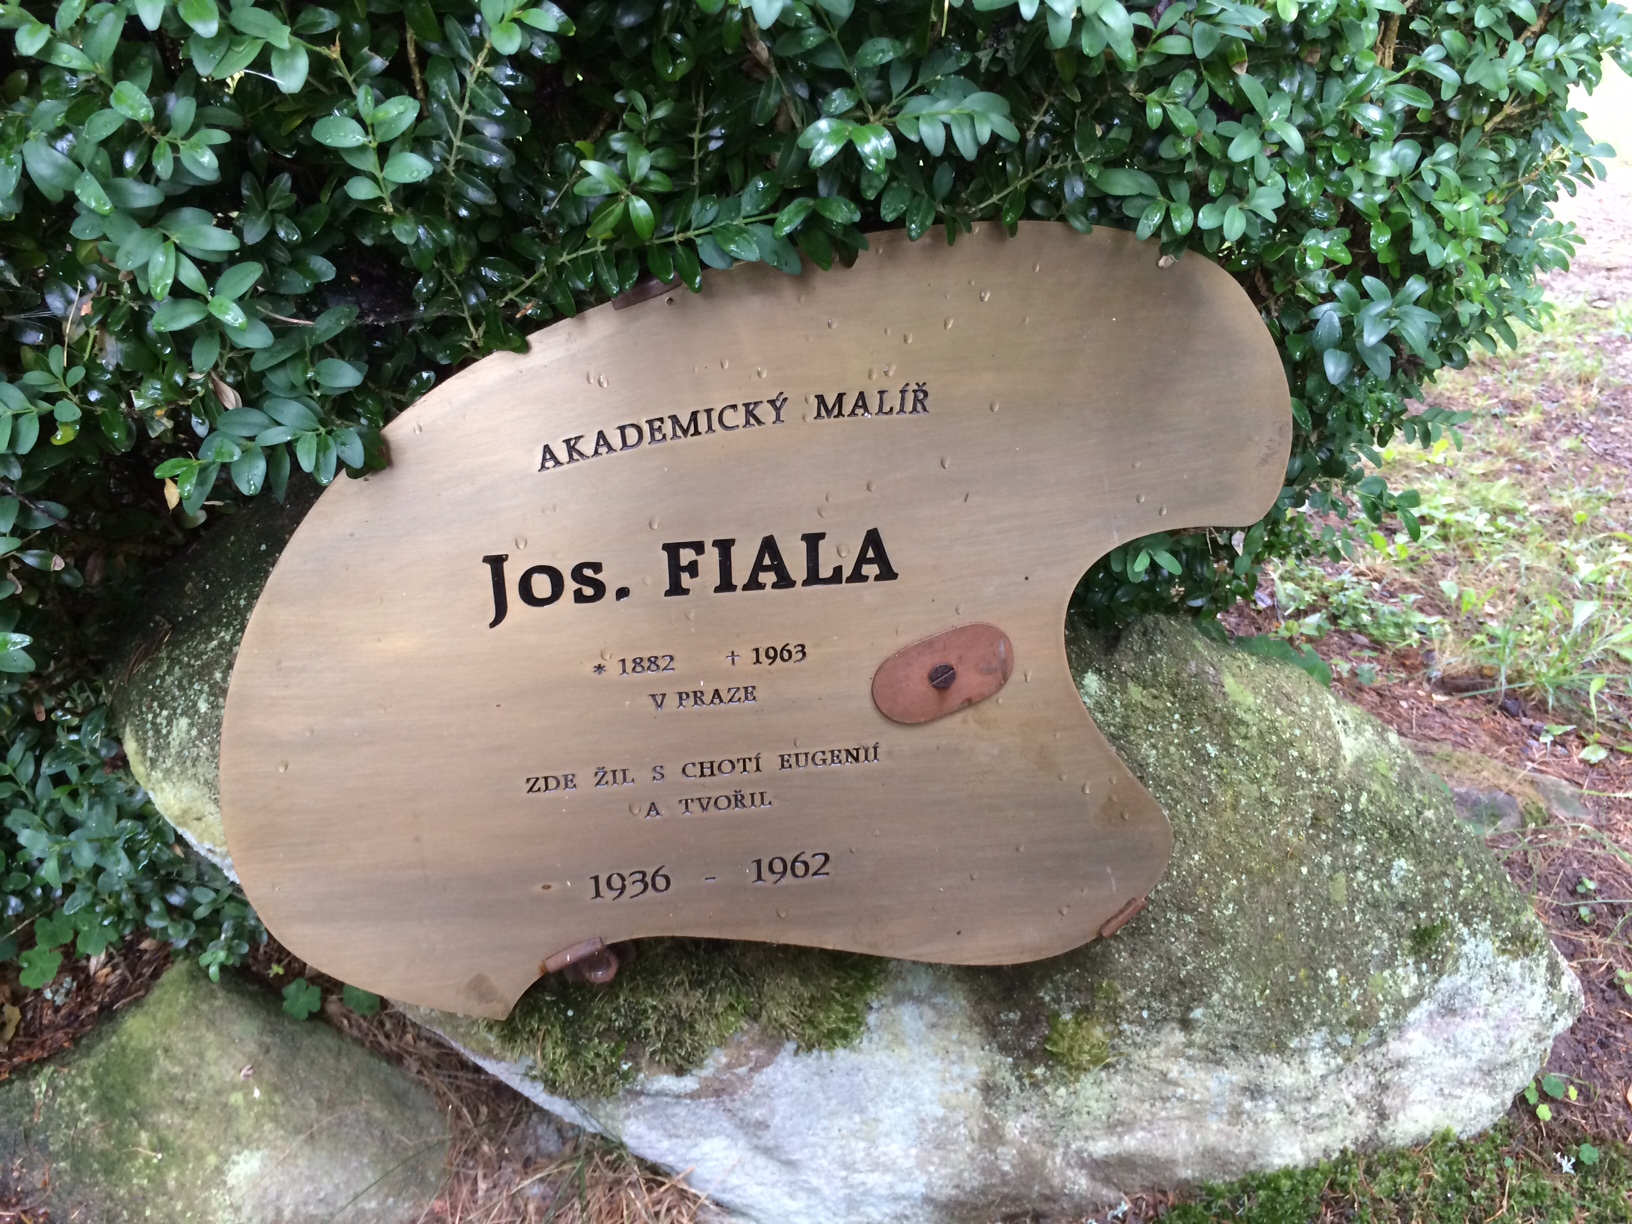 AKADEMICKÝ MALÍŘ
Jos. FIALA
* 1882 † 1963
V PRAZE
ZDE ŽIL S CHOTÍ EUGENIÍ
A TVOŘIL
1936 - 1962